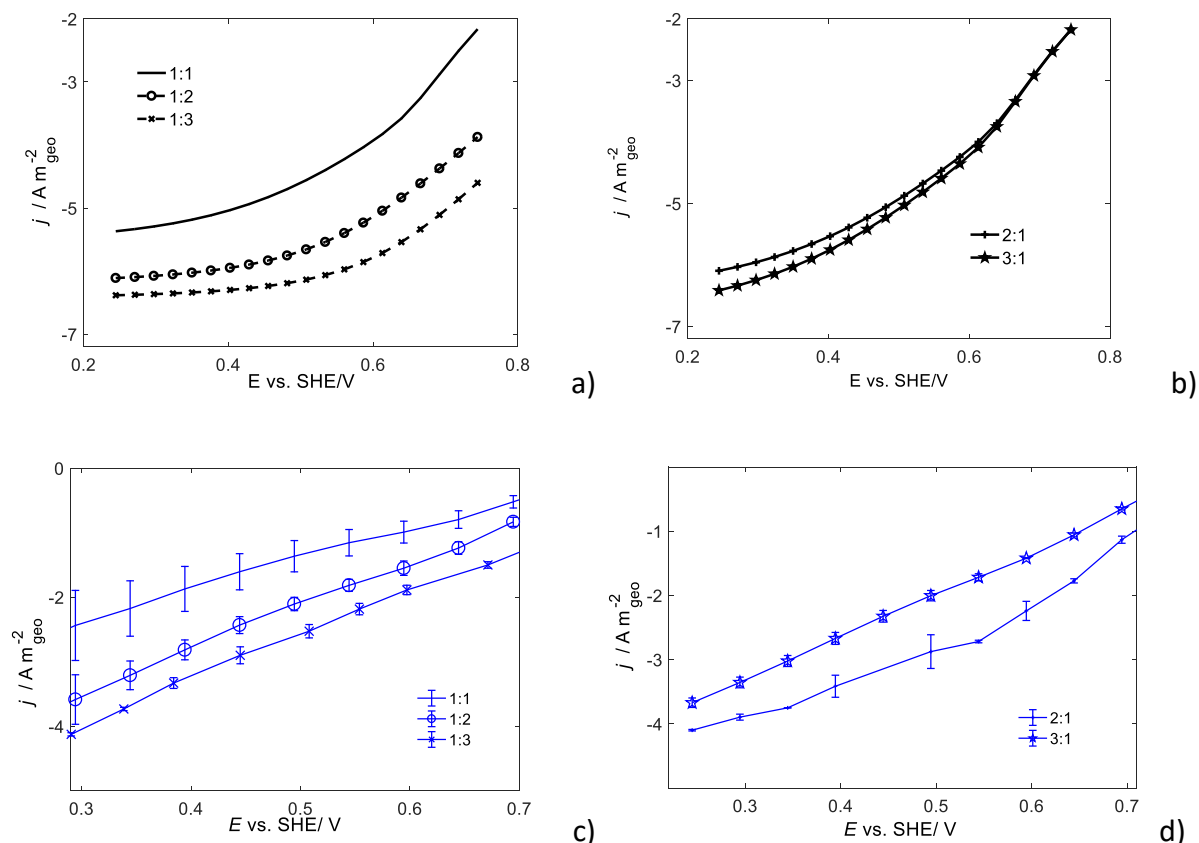 -2
-3
-5
-7
1:1
1:2
1:3
j / A m⁻²geo
0.2 0.4 0.6 0.8
E vs. SHE/V
a)
-2
-3
-5
-7
2:1
3:1
j / A m⁻²geo
0.2 0.4 0.6 0.8
E vs. SHE/V
b)
0
-2
-4
1:1
1:2
1:3
j / A m⁻²geo
0.3 0.4 0.5 0.6 0.7
E vs. SHE/ V
c)
-1
-2
-3
-4
2:1
3:1
j / A m⁻²geo
0.3 0.4 0.5 0.6 0.7
E vs. SHE/ V
d)